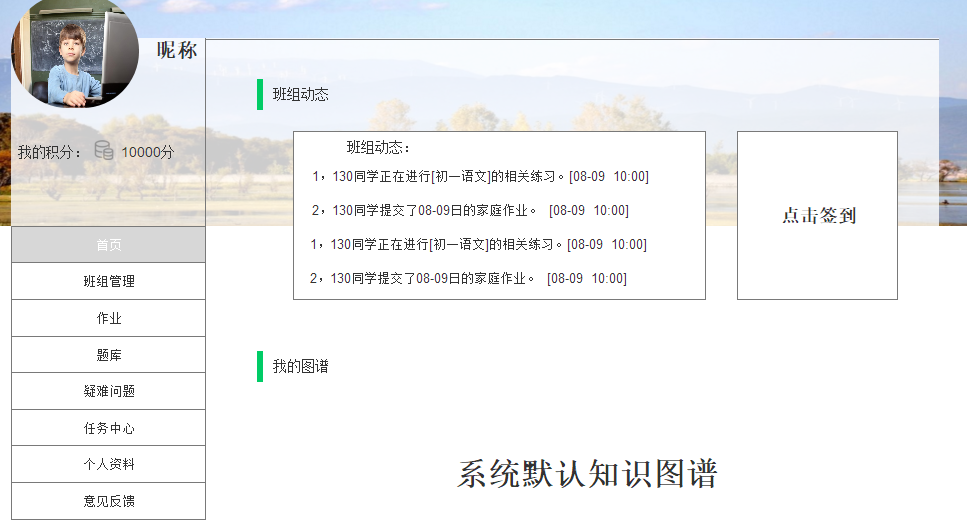 昵称
我的积分： 10000分
首页
班组管理
作业
题库
疑难问题
任务中心
个人资料
意见反馈
班组动态
班组动态：
1，130同学正在进行[初一语文]的相关练习。[08-09 10:00]
2，130同学提交了08-09日的家庭作业。 [08-09 10:00]
1，130同学正在进行[初一语文]的相关练习。[08-09 10:00]
2，130同学提交了08-09日的家庭作业。 [08-09 10:00]
点击签到
我的图谱
系统默认知识图谱